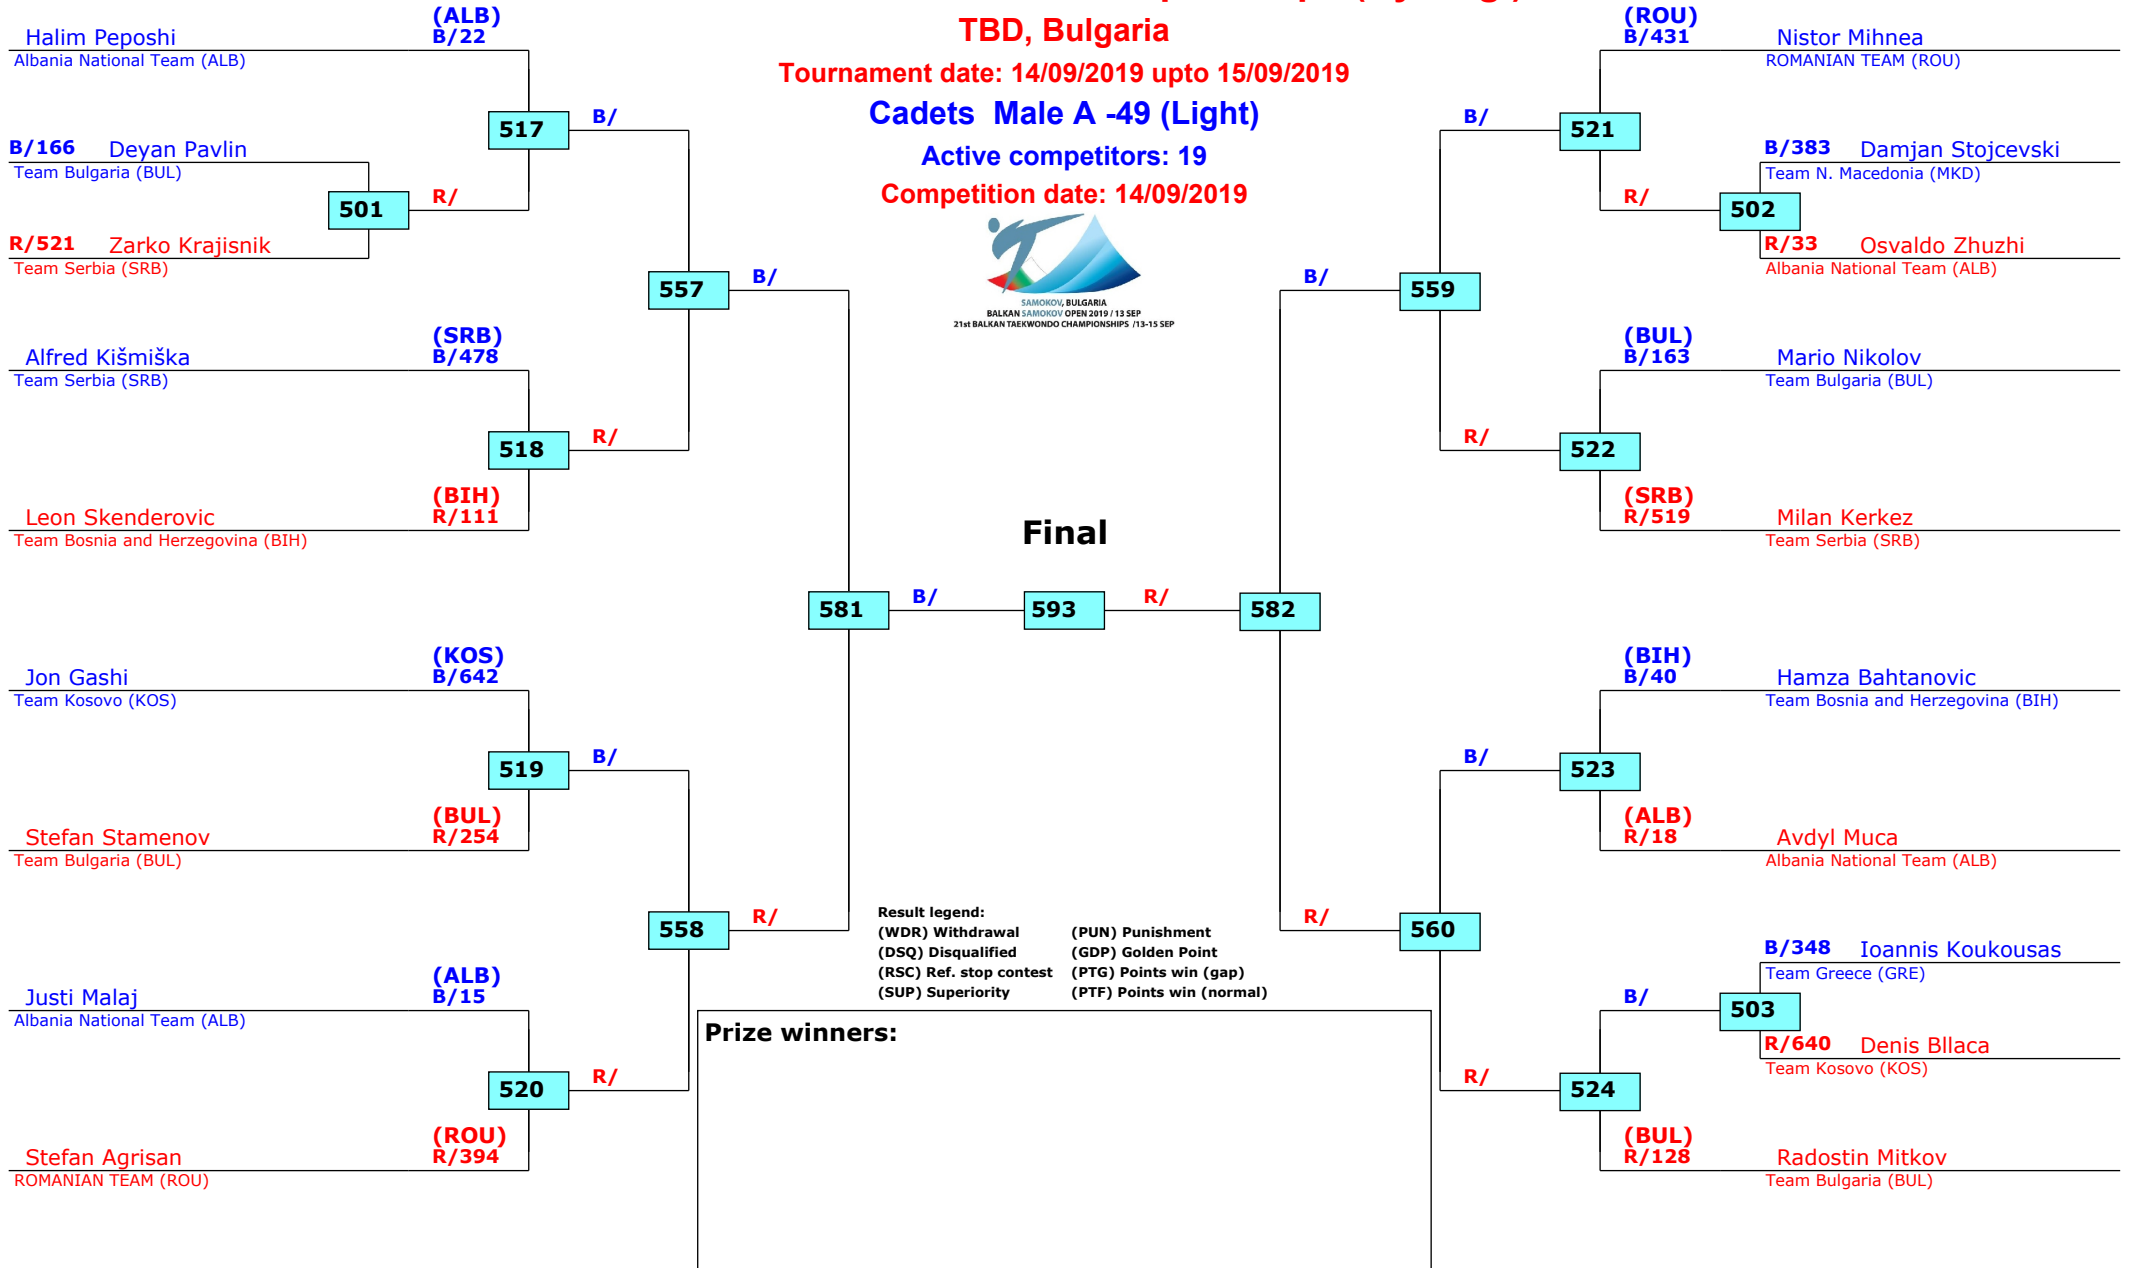 TBD, Bulgaria
Tournament date: 14/09/2019 upto 15/09/2019
Cadets Male A -49 (Light)
Active competitors: 19
Competition date: 14/09/2019
SAMOKOV, BULGARIA
BALKAN SAMOKOV OPEN 2019 / 13 SEP
21st BALKAN TAEKWONDO CHAMPIONSHIPS /13-15 SEP
(ALB)
Halim Peposhi B/22
Albania National Team (ALB)
517
B/
B/166 Deyan Pavlin
Team Bulgaria (BUL)
501
R/
R/521 Zarko Krajisnik
Team Serbia (SRB)
557
B/
(SRB)
Alfred Kišmiška B/478
Team Serbia (SRB)
518
R/
(BIH)
Leon Skenderovic R/111
Team Bosnia and Herzegovina (BIH)
581
B/
(KOS)
Jon Gashi B/642
Team Kosovo (KOS)
519
B/
(BUL)
Stefan Stamenov R/254
Team Bulgaria (BUL)
558
R/
(ALB)
Justi Malaj B/15
Albania National Team (ALB)
520
R/
(ROU)
Stefan Agrisan R/394
ROMANIAN TEAM (ROU)
Final
593
R/
582
(ROU)
B/431 Nistor Mihnea
ROMANIAN TEAM (ROU)
B/
521
B/383 Damjan Stojcevski
Team N. Macedonia (MKD)
R/
502
R/33 Osvaldo Zhuzhi
Albania National Team (ALB)
B/
559
(BUL)
B/163 Mario Nikolov
Team Bulgaria (BUL)
R/
522
(SRB)
R/519 Milan Kerkez
Team Serbia (SRB)
(BIH)
B/40 Hamza Bahtanovic
Team Bosnia and Herzegovina (BIH)
B/
523
(ALB)
R/18 Avdyl Muca
Albania National Team (ALB)
R/
560
B/348 Ioannis Koukousas
Team Greece (GRE)
B/
503
R/640 Denis Bllaca
Team Kosovo (KOS)
R/
524
(BUL)
R/128 Radostin Mitkov
Team Bulgaria (BUL)
Result legend:
(WDR) Withdrawal (PUN) Punishment
(DSQ) Disqualified (GDP) Golden Point
(RSC) Ref. stop contest (PTG) Points win (gap)
(SUP) Superiority (PTF) Points win (normal)
Prize winners: